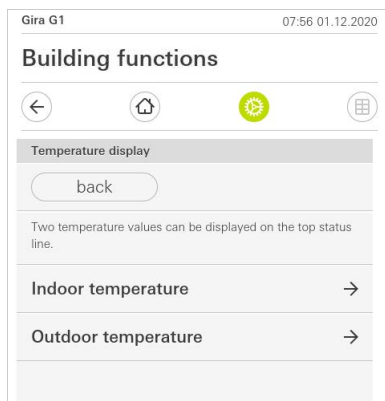 Gira G1 07:56 01.12.2020
Building functions
Temperature display
back
Two temperature values can be displayed on the top status
line.
Indoor temperature
Outdoor temperature